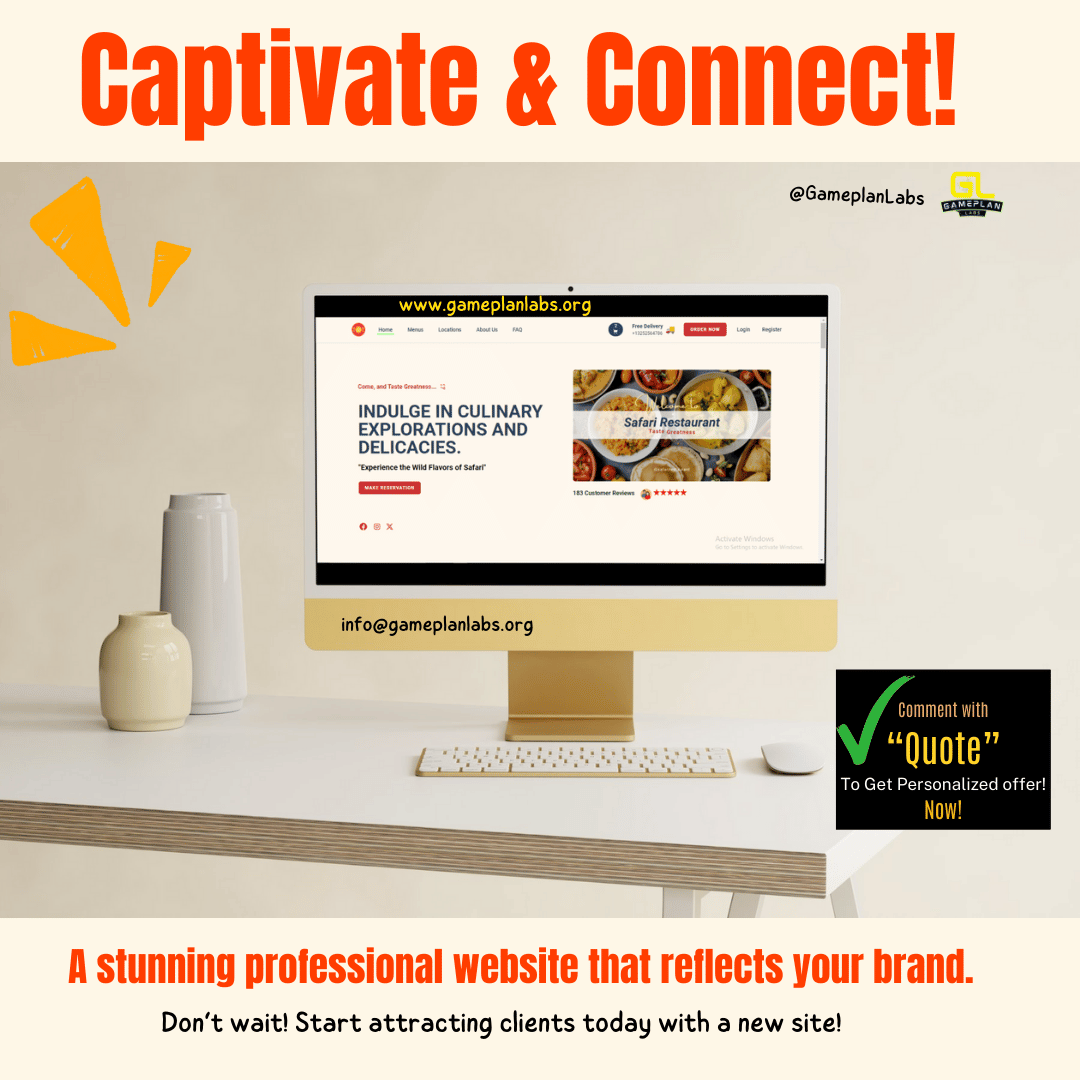 Captivate & Connect!
@GameplanLabs
GL
GAMEPLAN
LABS
www.gameplanlabs.org
Home Menus Locations About Us FAQ
Free Delivery
ORDER NOW Login Register
Come, and Taste Greatness...
INDULGE IN CULINARY
EXPLORATIONS AND
DELICACIES.
"Experience the Wild Flavors of Safari"
MAKE RESERVATION
Welcome To
Safari Restaurant
Taste Greatness
183 Customer Reviews
Activate Windows
Go to Settings to activate Windows.
info@gameplanlabs.org
Comment with
“Quote”
To Get Personalized offer!
Now!
A stunning professional website that reflects your brand.
Don't wait! Start attracting clients today with a new site!